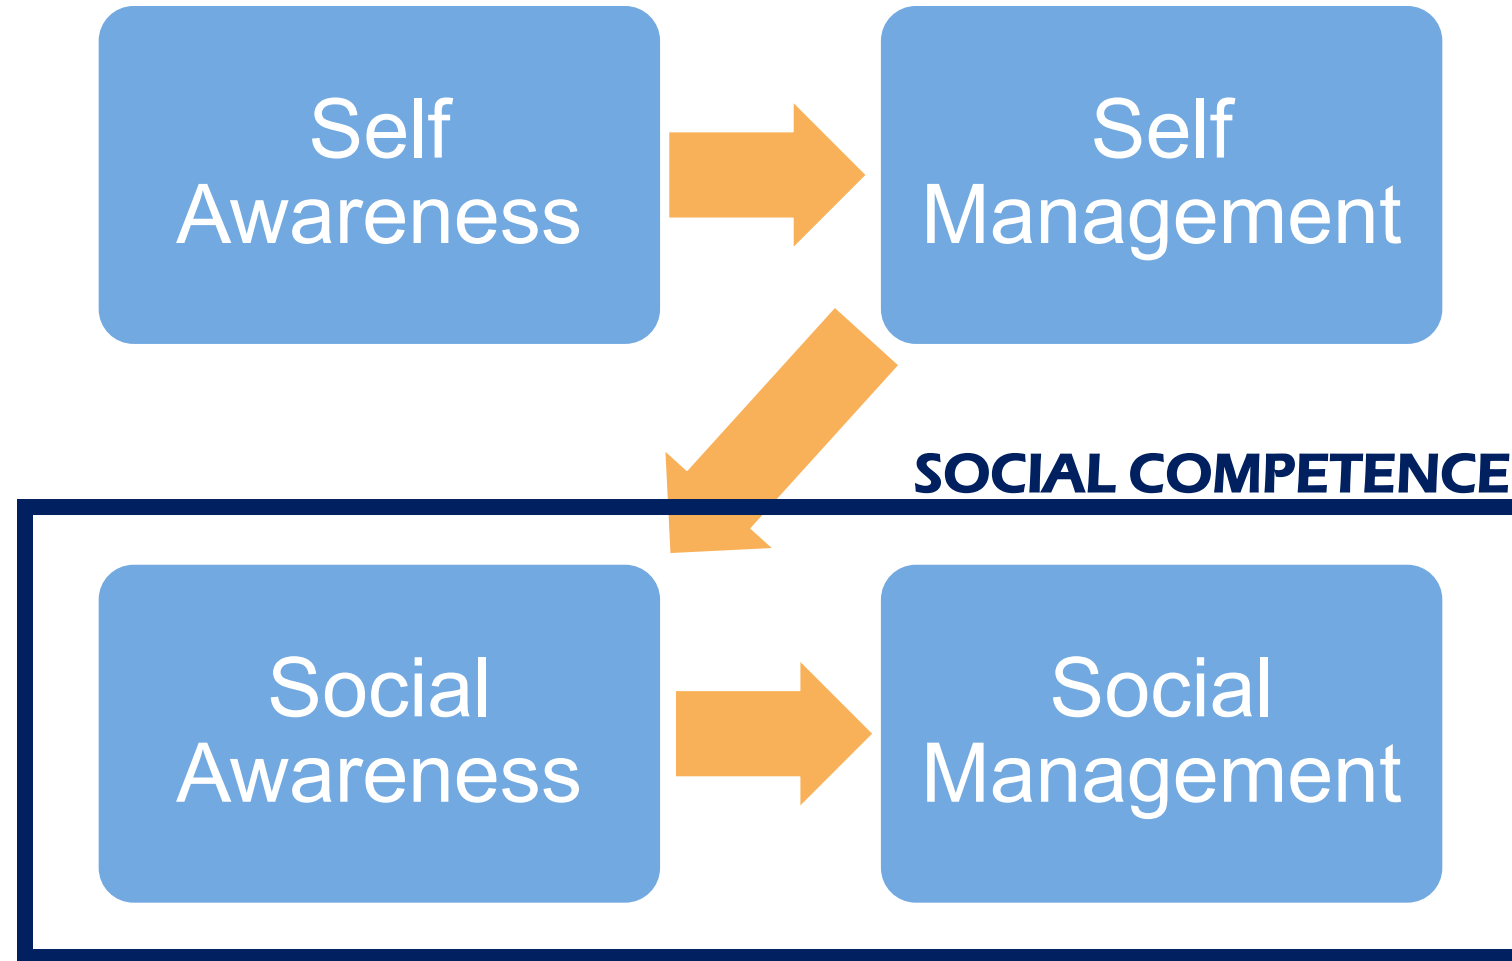 Self
Awareness
Self
Management
SOCIAL COMPETENCE
Social
Awareness
Social
Management